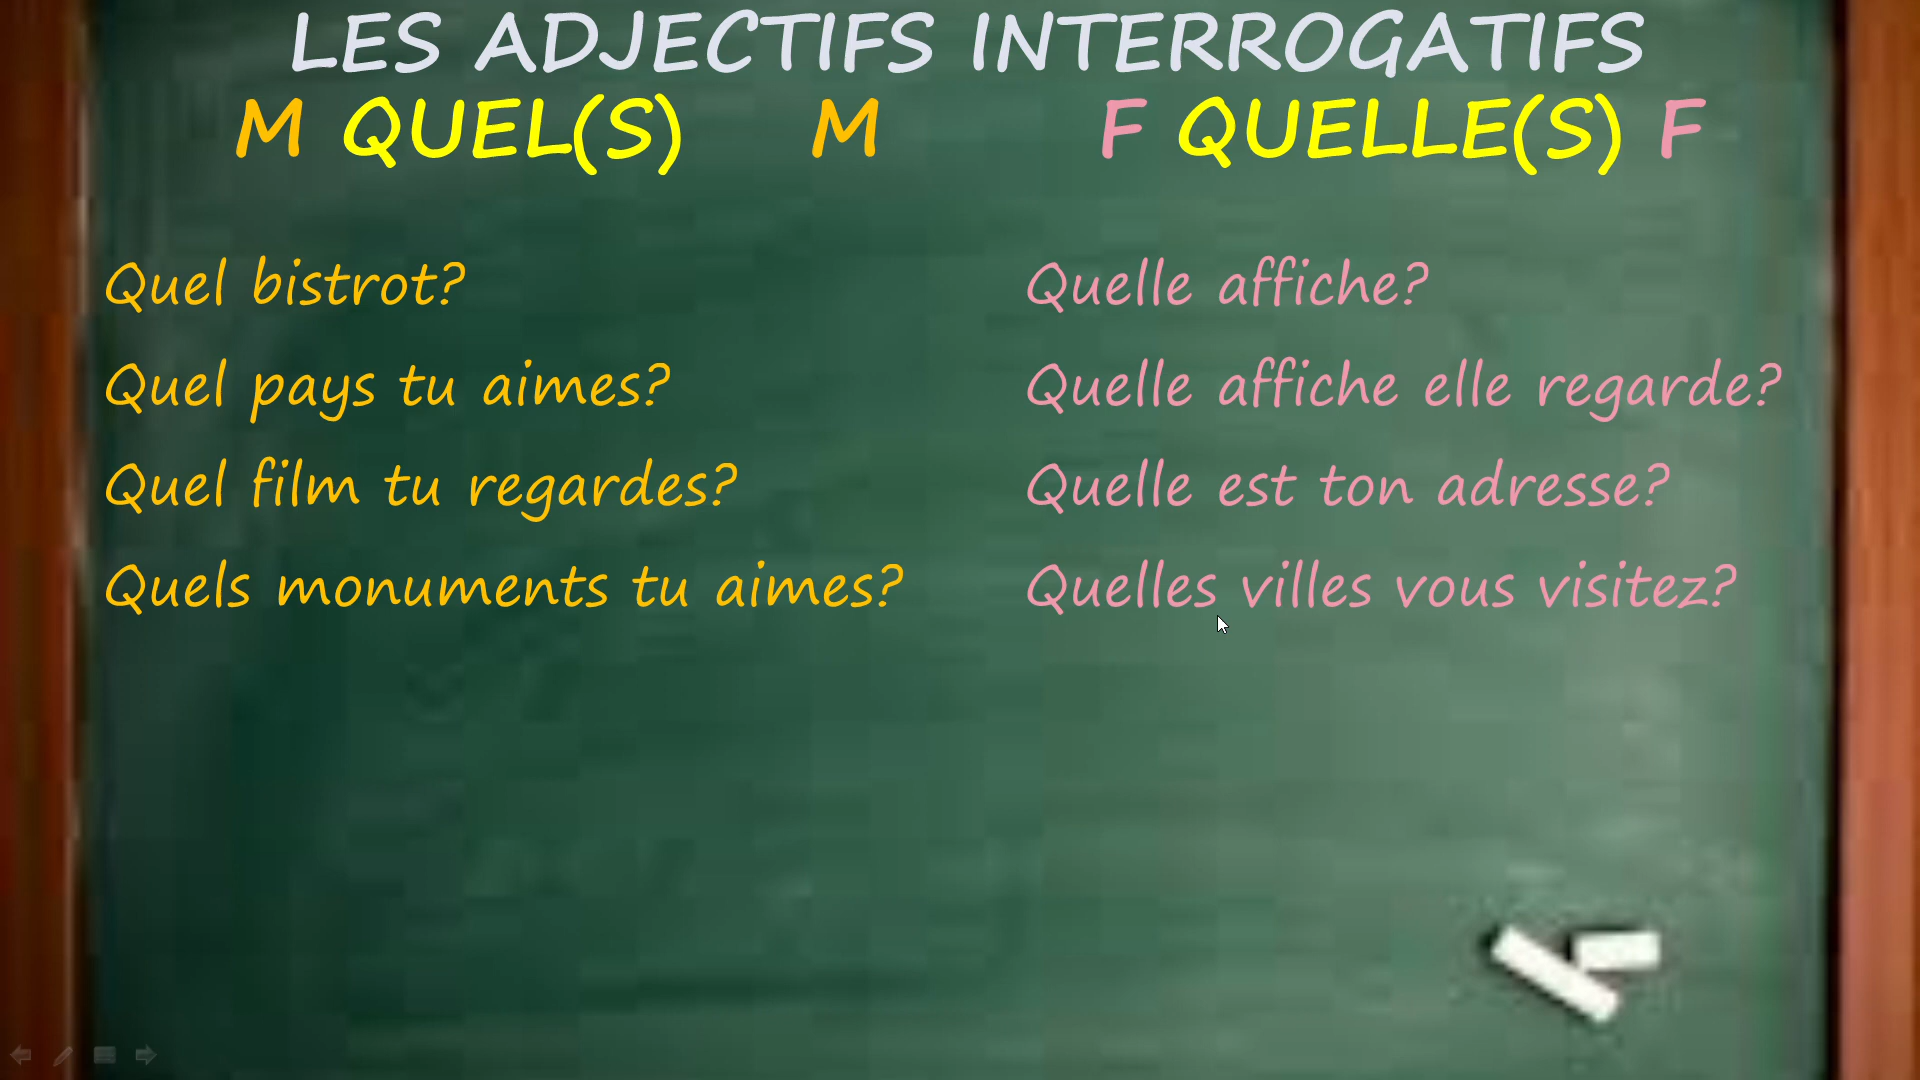 LES ADJECTIFS INTERROGATIFS
M QUEL(S) M
F QUELLE(S) F
Quel bistrot?
Quel pays tu aimes?
Quel film tu regardes?
Quels monuments tu aimes?
Quelle affiche?
Quelle affiche elle regarde?
Quelle est ton adresse?
Quelles villes vous visitez?